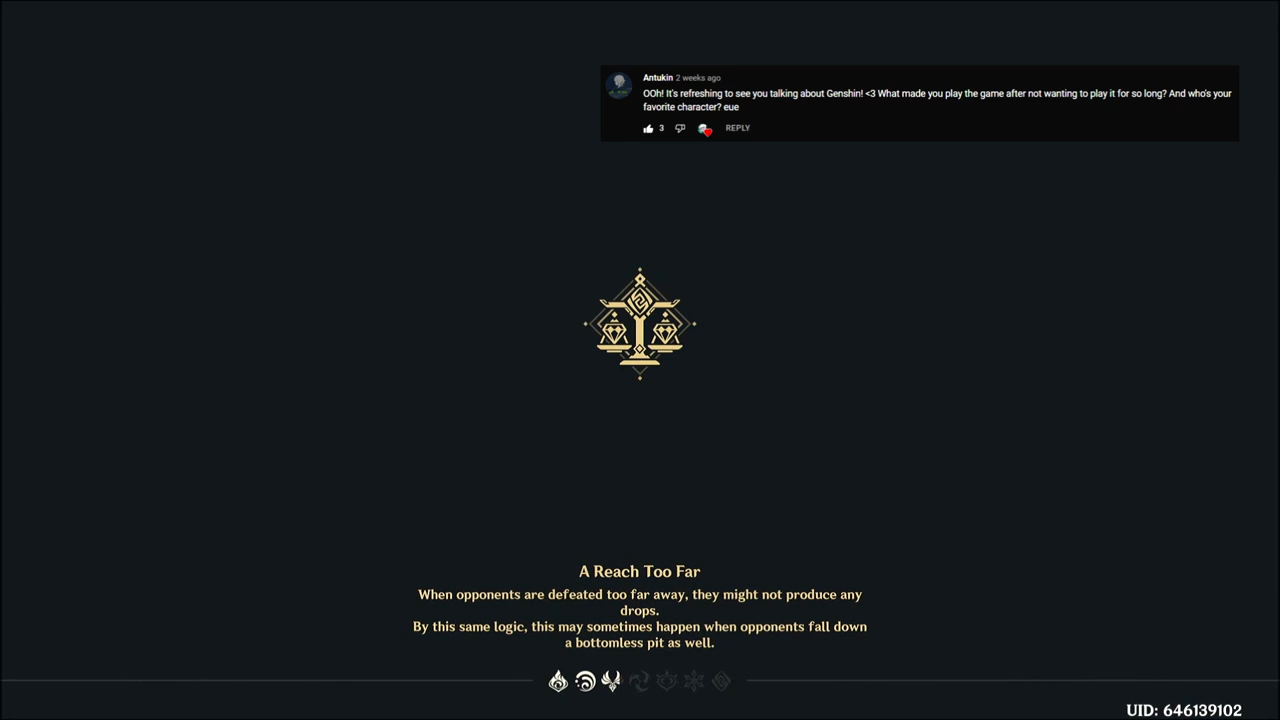 Antukin 2 weeks ago
OOh! It's refreshing to see you talking about Genshin! <3 What made you play the game after not wanting to play it for so long? And who's your
favorite character? eue
3 REPLY
A Reach Too Far
When opponents are defeated too far away, they might not produce any
drops.
By this same logic, this may sometimes happen when opponents fall down
a bottomless pit as well.
UID: 646139102